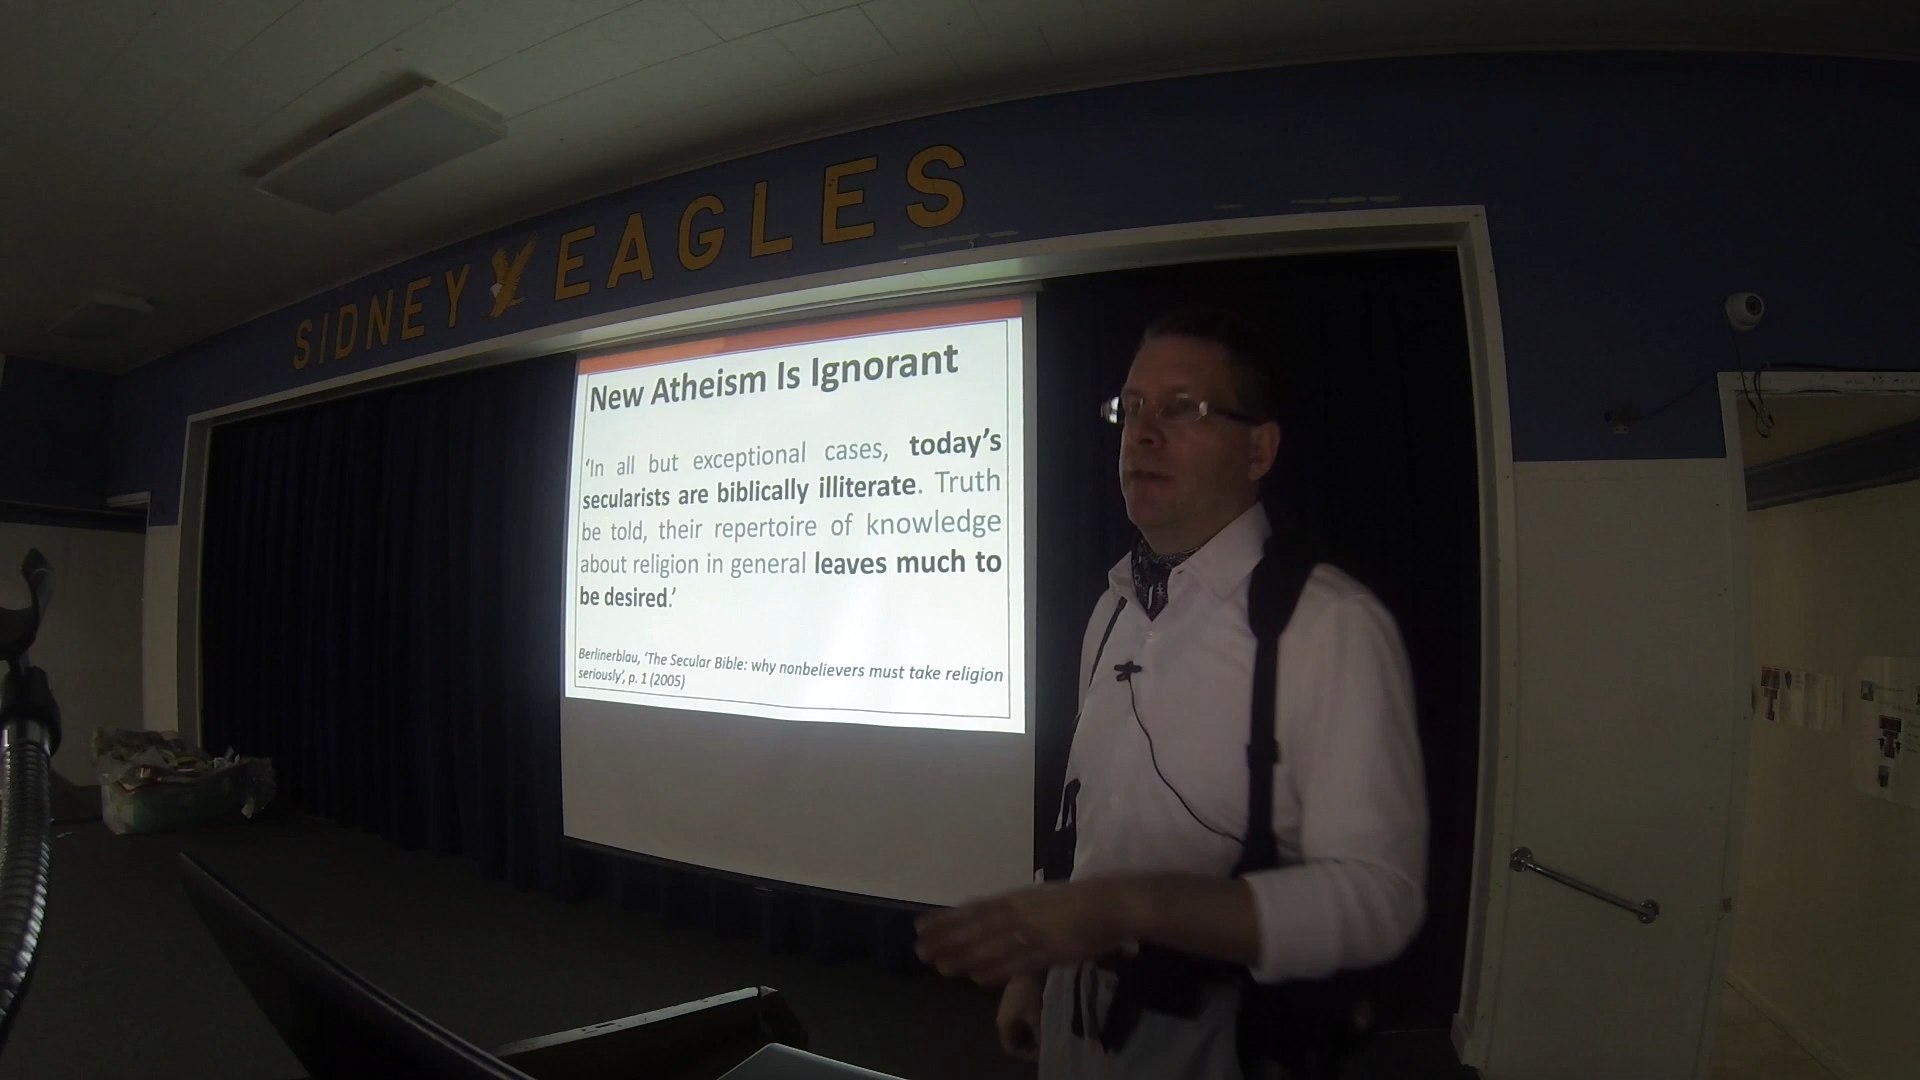 SIDNEY EAGLES
New Atheism Is Ignorant
‘In all but exceptional cases, today’s
secularists are biblically illiterate. Truth
be told, their repertoire of knowledge
about religion in general leaves much to
be desired.’
Berlinerblau, ‘The Secular Bible: why nonbelievers must take religion
seriously’, p. 1 (2005)